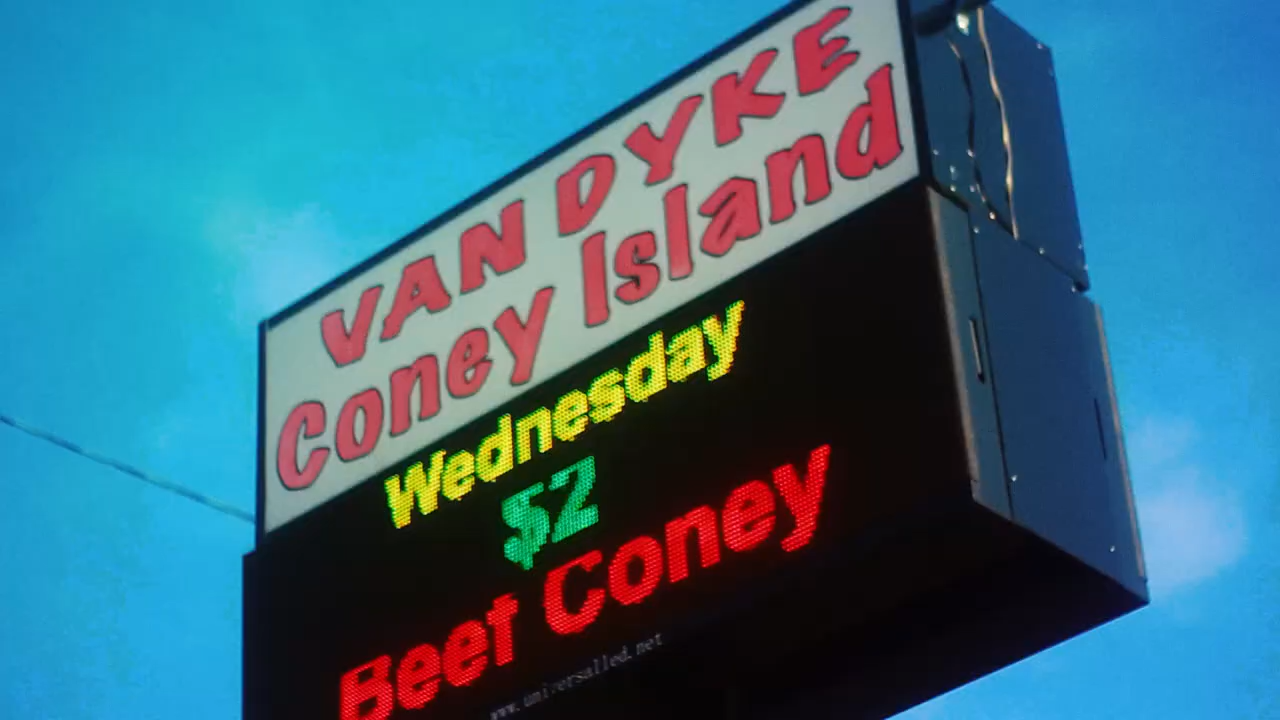 VAN DYKE
Coney Island
Wednesday
$2
Beef Coney
www.universalled.net